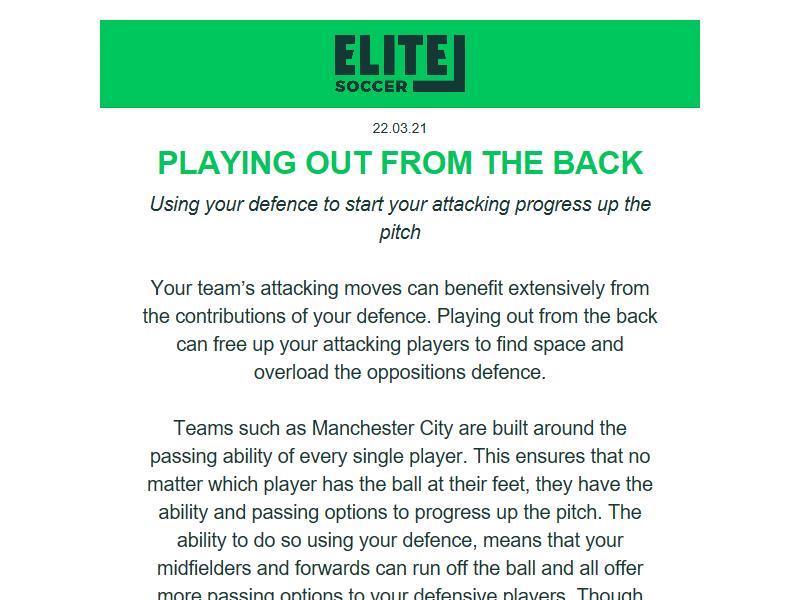 ELITE
SOCCER
22.03.21
PLAYING OUT FROM THE BACK
Using your defence to start your attacking progress up the
pitch
Your team’s attacking moves can benefit extensively from
the contributions of your defence. Playing out from the back
can free up your attacking players to find space and
overload the oppositions defence.
Teams such as Manchester City are built around the
passing ability of every single player. This ensures that no
matter which player has the ball at their feet, they have the
ability and passing options to progress up the pitch. The
ability to do so using your defence, means that your
midfielders and forwards can run off the ball and all offer
more passing options to your defensive players. Though